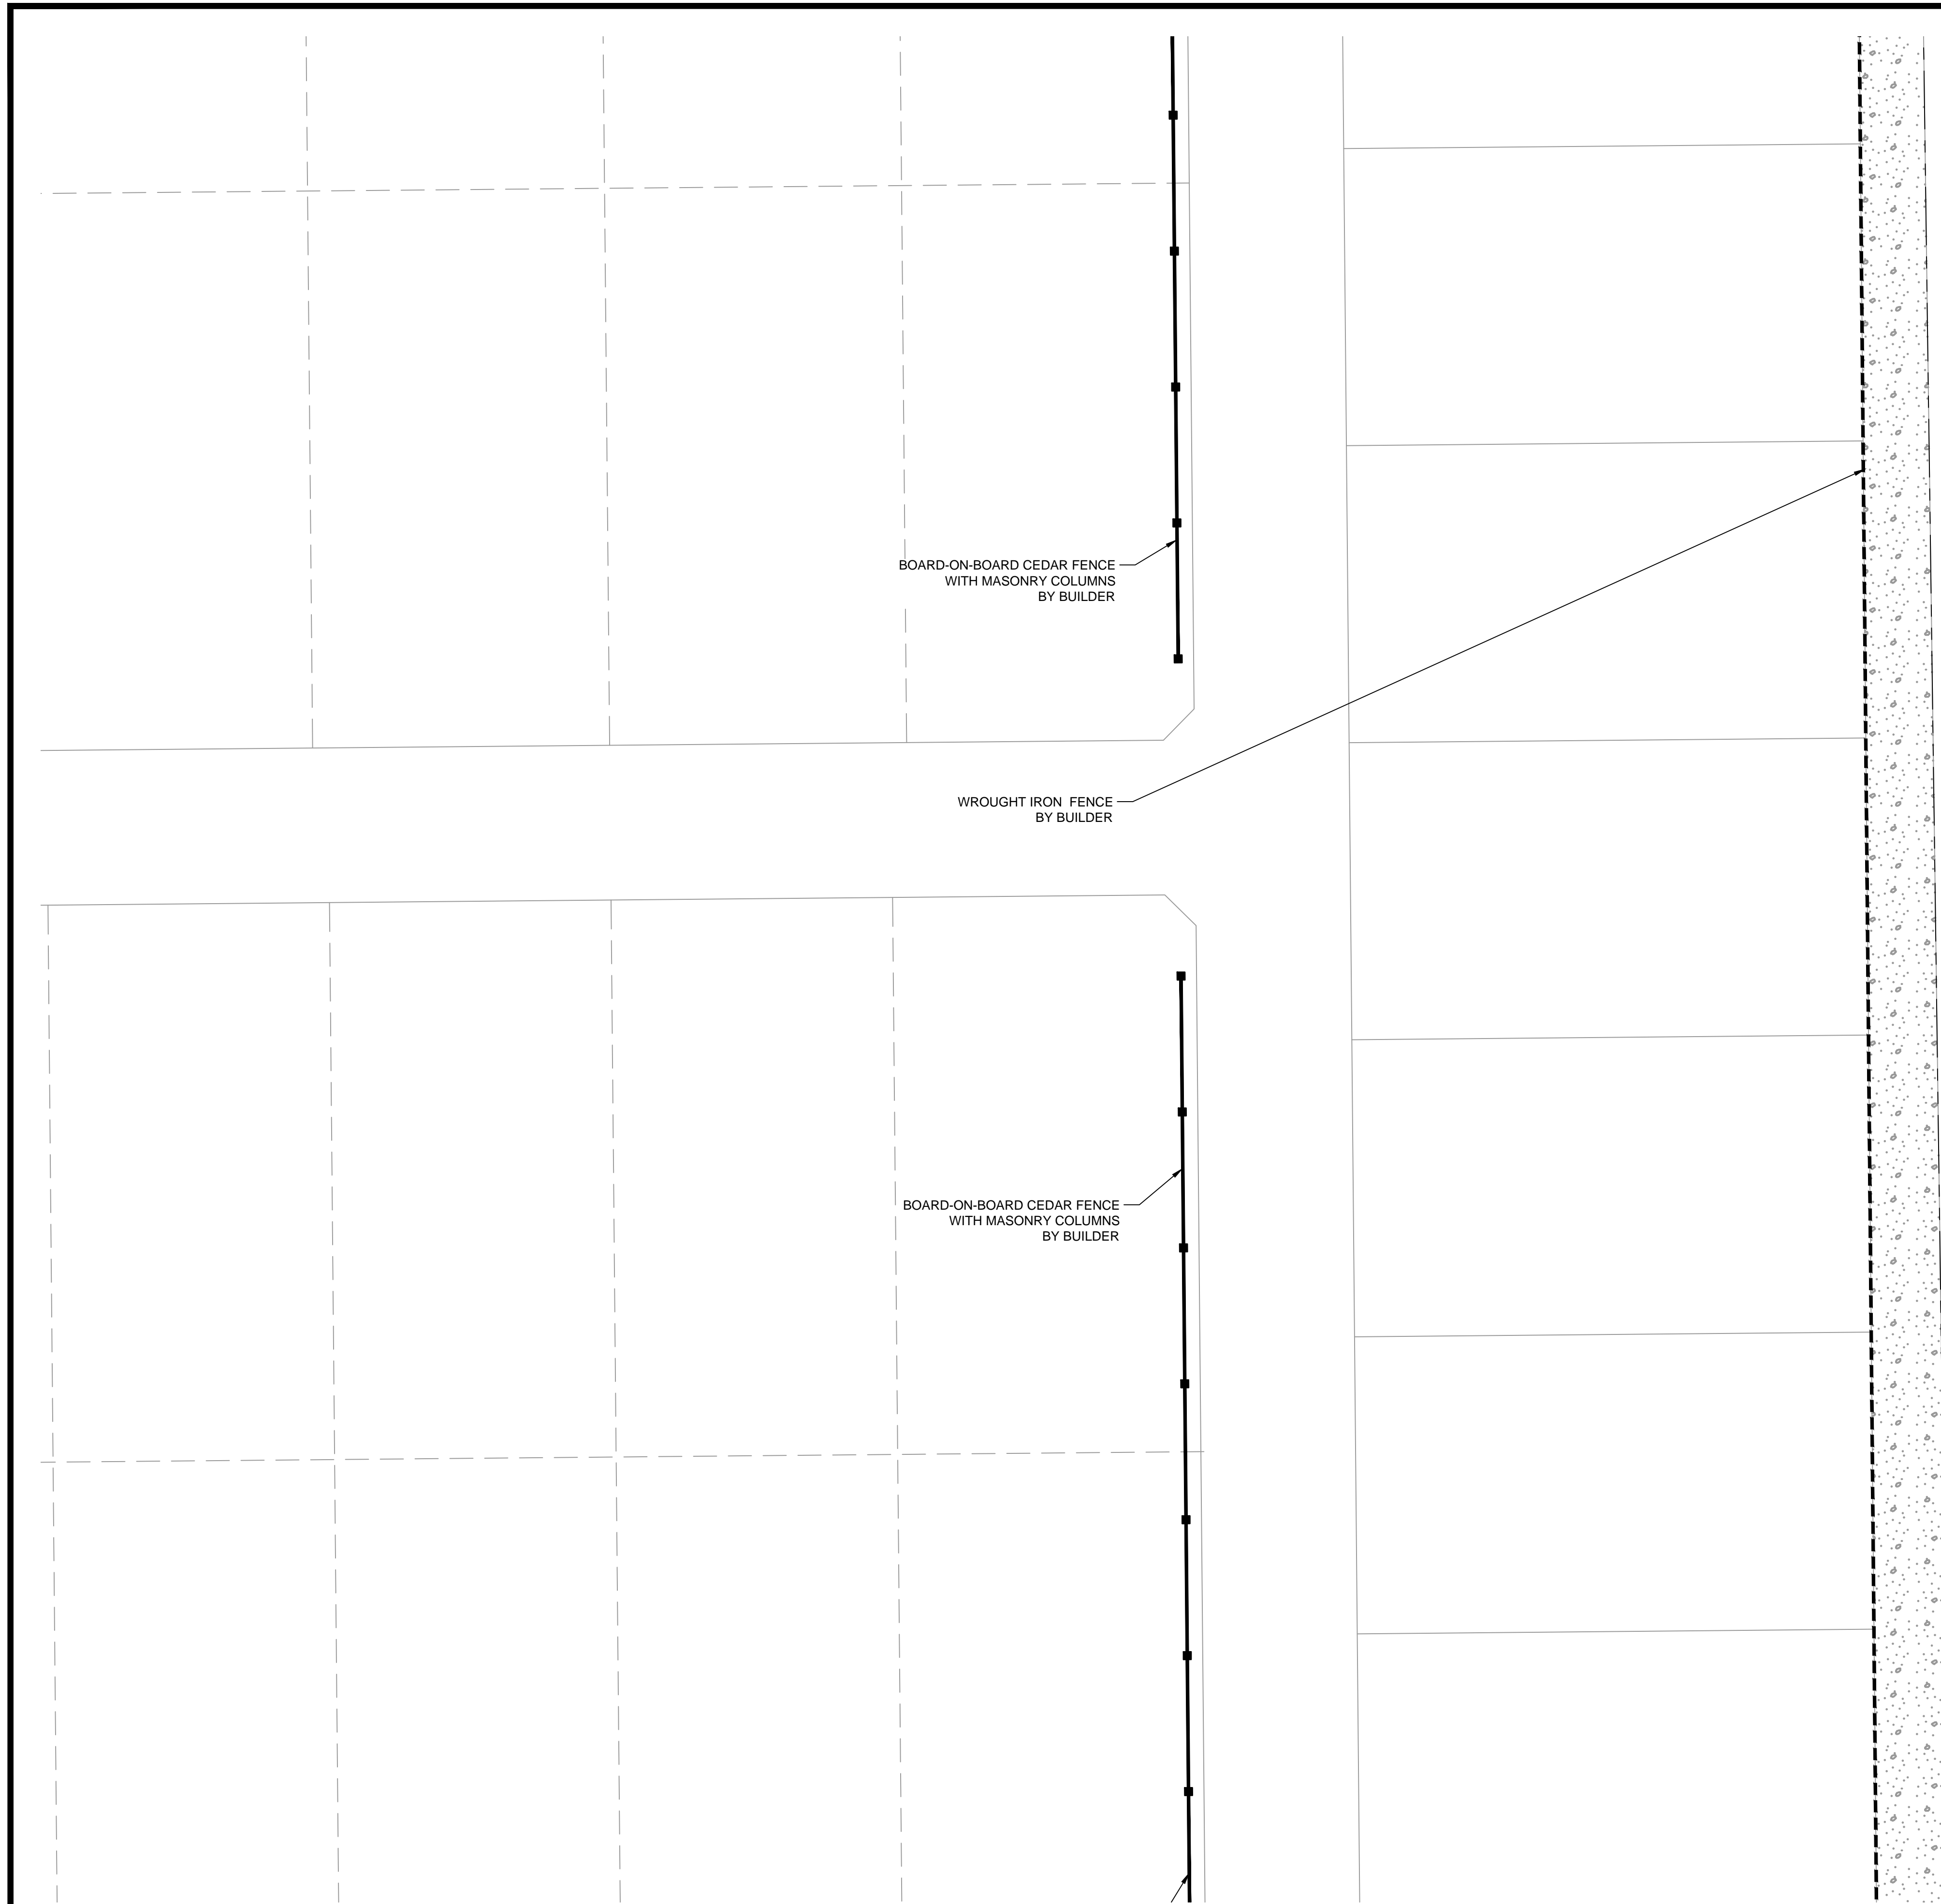 BOARD-ON-BOARD CEDAR FENCE
WITH MASONRY COLUMNS
BY BUILDER
WROUGHT IRON  FENCE
BY BUILDER
BOARD-ON-BOARD CEDAR FENCE
WITH MASONRY COLUMNS
BY BUILDER